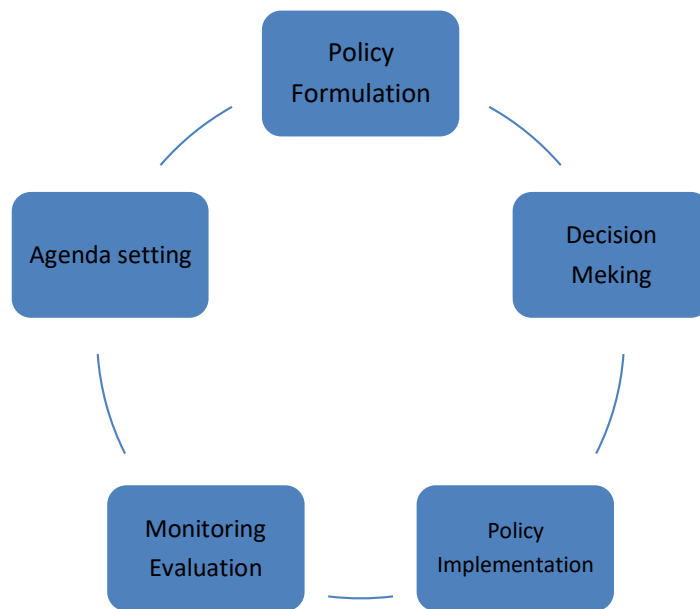 Policy
Formulation
Agenda setting
Decision
Meking
Monitoring
Evaluation
Policy
Implementation